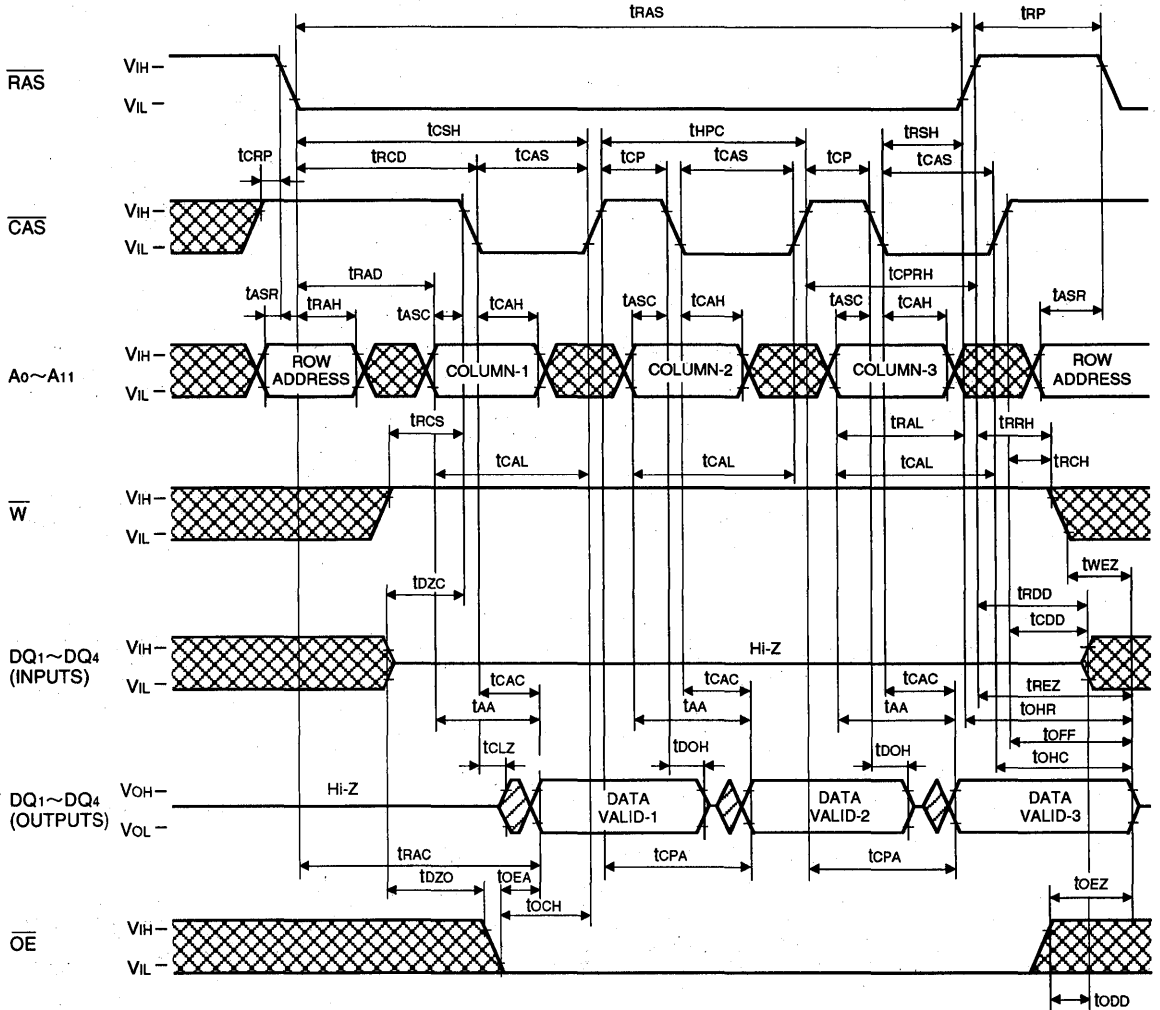 tRAS
tRP
RAS
VIH
VIL
tCSH
tHPC
tRSH
tCRP
tRCD
tCAS
tCP
tCAS
tCP
tCAS
CAS
VIH
VIL
tRAD
tCPRH
tASR
tRAH
tASC
tCAH
tASC
tCAH
tASC
tCAH
tASR
A0~A11
VIH
VIL
ROW ADDRESS
COLUMN-1
COLUMN-2
COLUMN-3
ROW ADDRESS
tRCS
tRAL
tRRH
tCAL
tCAL
tCAL
tRCH
W
VIH
VIL
tWEZ
tDZC
tRDD
tCDD
DQ1~DQ4
(INPUTS)
VIH
VIL
Hi-Z
tCAC
tCAC
tCAC
tREZ
tAA
tAA
tAA
tOHR
tCLZ
tDOH
tDOH
tOFF
tOHC
DQ1~DQ4
(OUTPUTS)
VOH
VOL
Hi-Z
DATA
VALID-1
DATA
VALID-2
DATA
VALID-3
tRAC
tCPA
tCPA
tDZO
tOEA
tOEZ
tOCH
OE
VIH
VIL
tODD